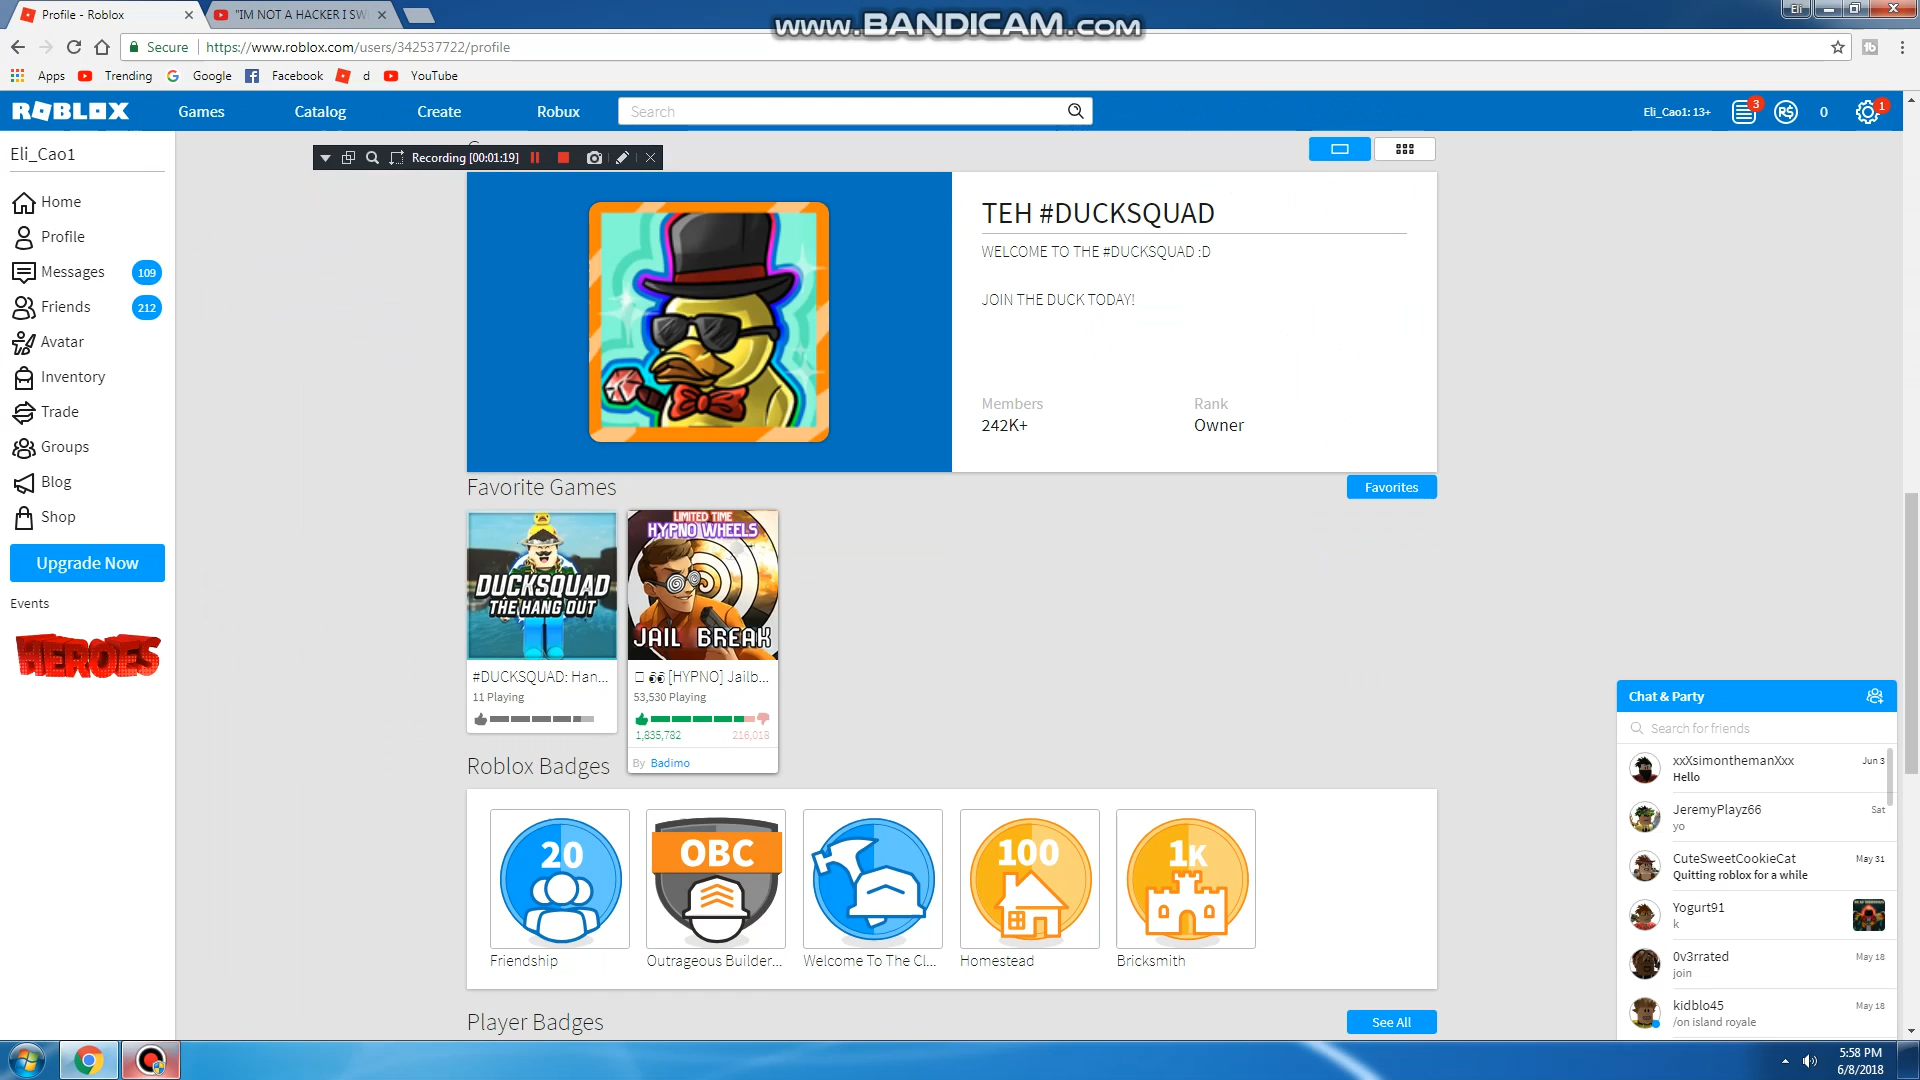 Profile - Roblox
"IM NOT A HACKER I SW
Eli
www.BANDICAM.com
Secure
https://www.roblox.com/users/342537722/profile
Apps
Trending
Google
Facebook
d
YouTube
ROBLOX
Games
Catalog
Create
Robux
Search
Eli_Cao1: 13+
3
R$
0
1
Eli_Cao1
Recording [00:01:19]
Home
Profile
Messages
109
Friends
212
Avatar
Inventory
Trade
Groups
Blog
Shop
Upgrade Now
Events
HEROES
TEH #DUCKSQUAD
WELCOME TO THE #DUCKSQUAD :D
JOIN THE DUCK TODAY!
Members
Rank
242K+
Owner
Favorite Games
Favorites
DUCKSQUAD
THE HANG OUT
#DUCKSQUAD: Han...
11 Playing
LIMITED TIME
HYPNO WHEELS
JAIL BREAK
[HYPNO] Jailb...
53,530 Playing
1,835,782
216,018
By Badimo
Roblox Badges
20
Friendship
OBC
Outrageous Builder...
Welcome To The Cl...
100
Homestead
1K
Bricksmith
Player Badges
See All
Chat & Party
Search for friends
xxXsimonthemanXxx
Jun 3
Hello
JeremyPlayz66
Sat
yo
CuteSweetCookieCat
May 31
Quitting roblox for a while
Yogurt91
k
0v3rrated
May 18
join
kidblo45
May 18
/on island royale
5:58 PM
6/8/2018